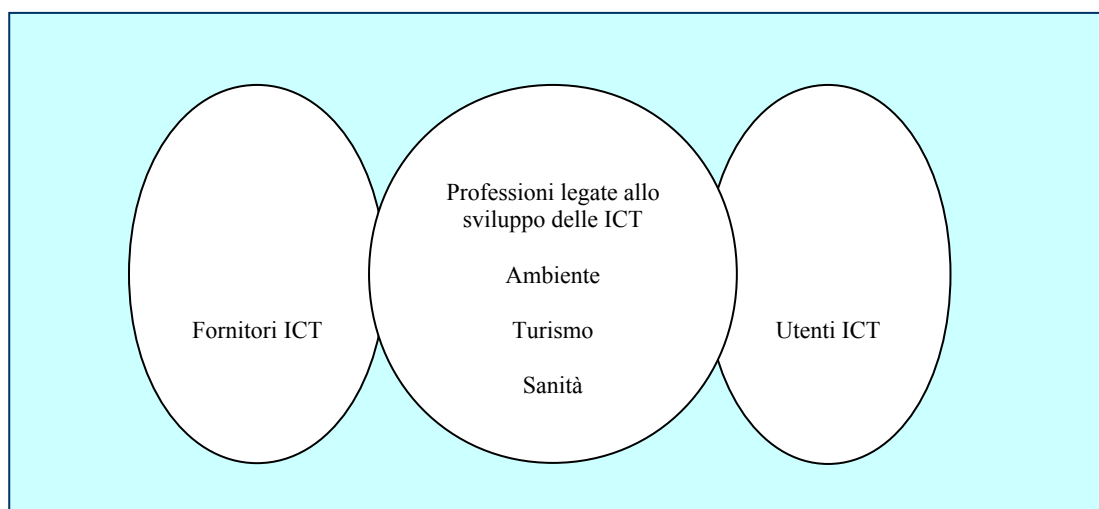 Professioni legate allo
sviluppo delle ICT
Ambiente
Turismo
Sanità
Fornitori ICT
Utenti ICT